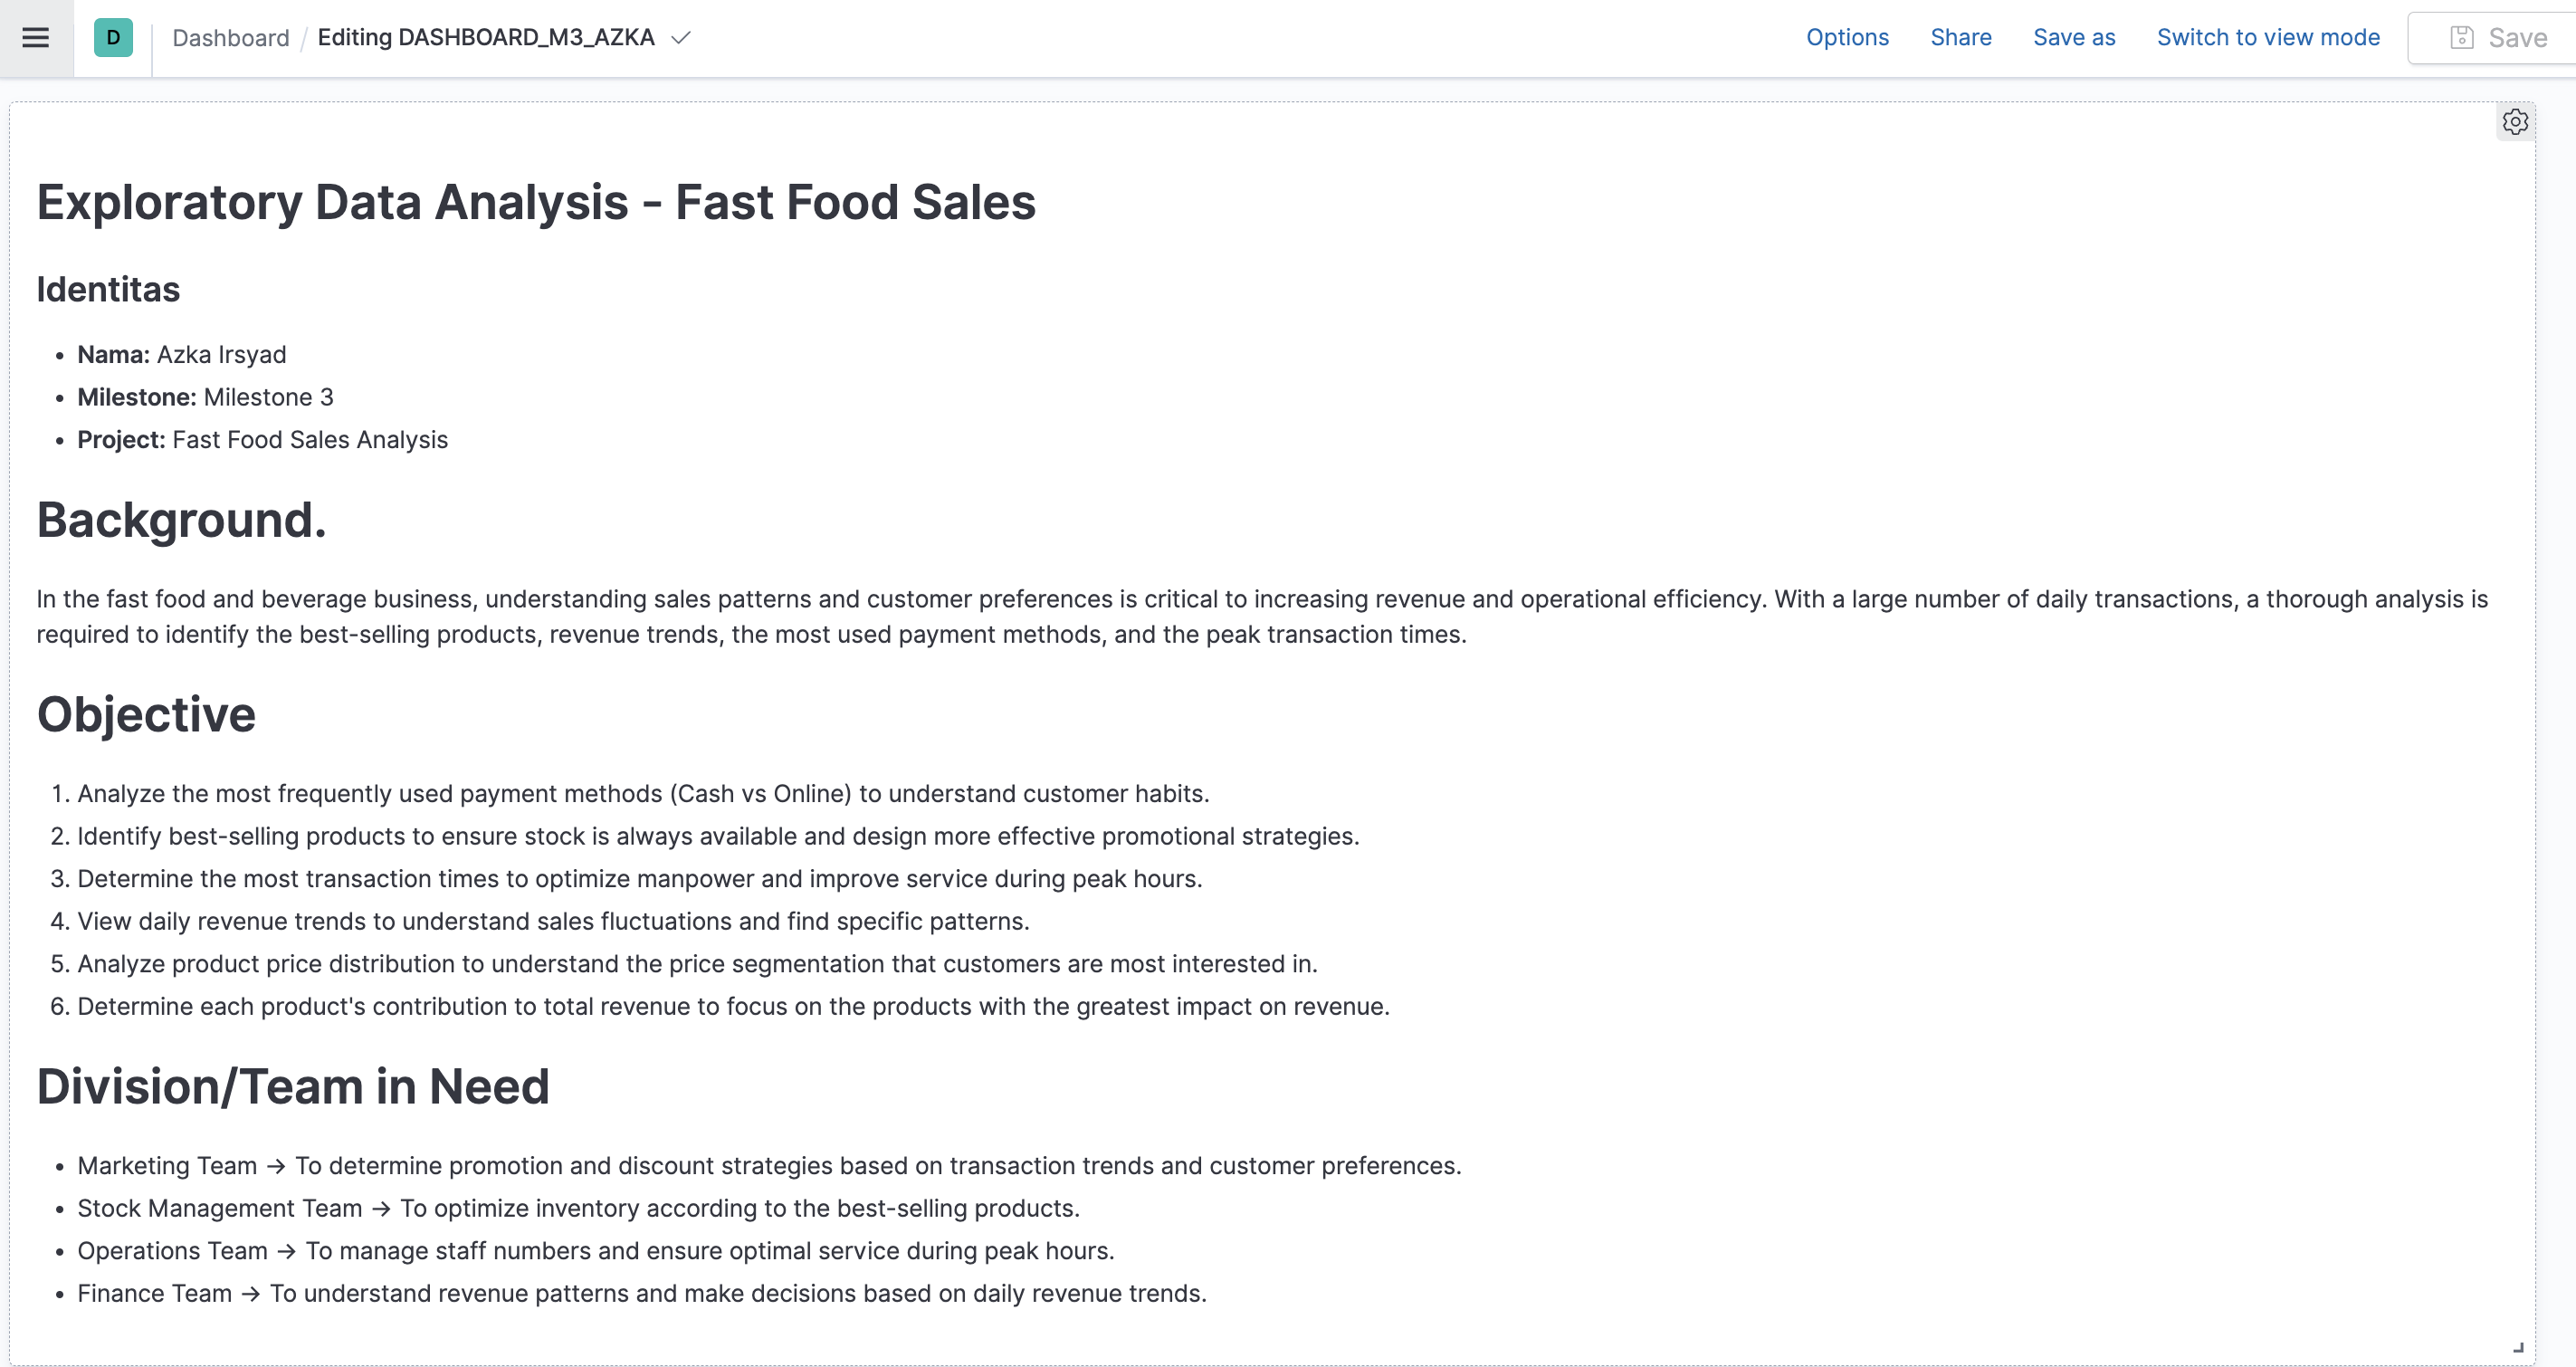 D Dashboard / Editing DASHBOARD_M3_AZKA Options Share Save as Switch to view mode Save
Exploratory Data Analysis - Fast Food Sales
Identitas
• Nama: Azka Irsyad
• Milestone: Milestone 3
• Project: Fast Food Sales Analysis
Background.
In the fast food and beverage business, understanding sales patterns and customer preferences is critical to increasing revenue and operational efficiency. With a large number of daily transactions, a thorough analysis is
required to identify the best-selling products, revenue trends, the most used payment methods, and the peak transaction times.
Objective
1. Analyze the most frequently used payment methods (Cash vs Online) to understand customer habits.
2. Identify best-selling products to ensure stock is always available and design more effective promotional strategies.
3. Determine the most transaction times to optimize manpower and improve service during peak hours.
4. View daily revenue trends to understand sales fluctuations and find specific patterns.
5. Analyze product price distribution to understand the price segmentation that customers are most interested in.
6. Determine each product's contribution to total revenue to focus on the products with the greatest impact on revenue.
Division/Team in Need
• Marketing Team → To determine promotion and discount strategies based on transaction trends and customer preferences.
• Stock Management Team → To optimize inventory according to the best-selling products.
• Operations Team → To manage staff numbers and ensure optimal service during peak hours.
• Finance Team → To understand revenue patterns and make decisions based on daily revenue trends.